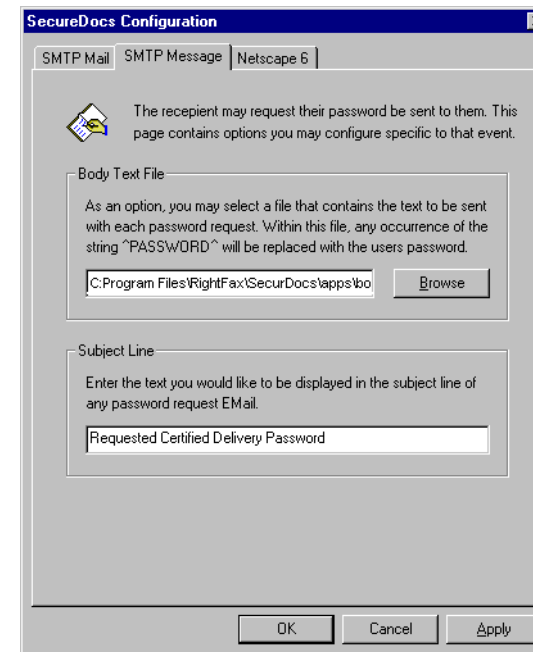 SecureDocs Configuration
SMTP Mail
SMTP Message
Netscape 6
The recepient may request their password be sent to them. This
page contains options you may configure specific to that event.
Body Text File
As an option, you may select a file that contains the text to be sent
with each password request. Within this file, any occurrence of the
string ^PASSWORD^ will be replaced with the users password.
C:Program Files\RightFax\SecurDocs\apps\bo
Browse
Subject Line
Enter the text you would like to be displayed in the subject line of
any password request EMail.
Requested Certified Delivery Password
OK
Cancel
Apply